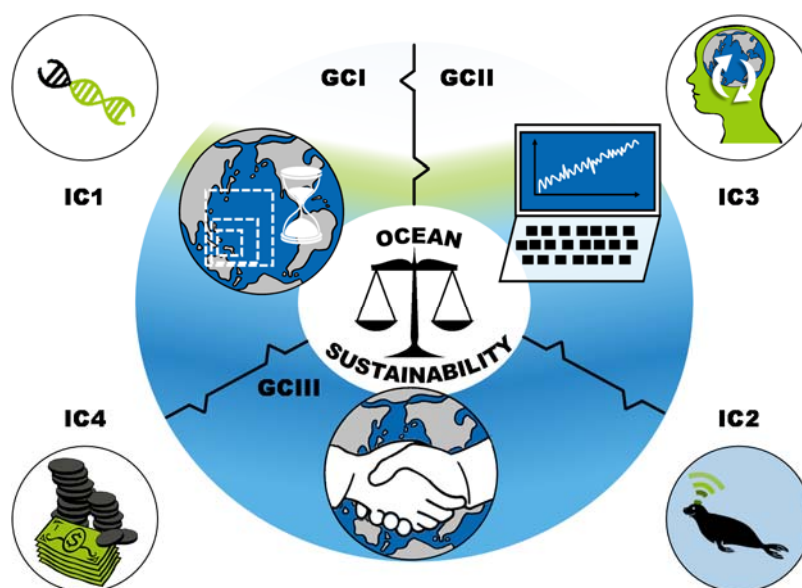 GCI
GCII
IC1
IC3
OCEAN
SUSTAINABILITY
GCIII
IC4
IC2
$